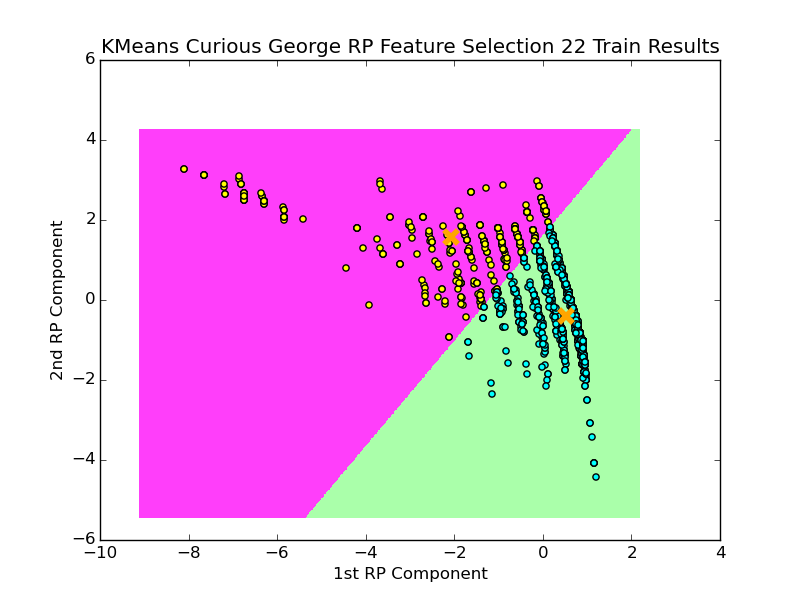 KMeans Curious George RP Feature Selection 22 Train Results
6
4
2
0
−2
−4
−6
2nd RP Component
−10 −8 −6 −4 −2 0 2 4
1st RP Component